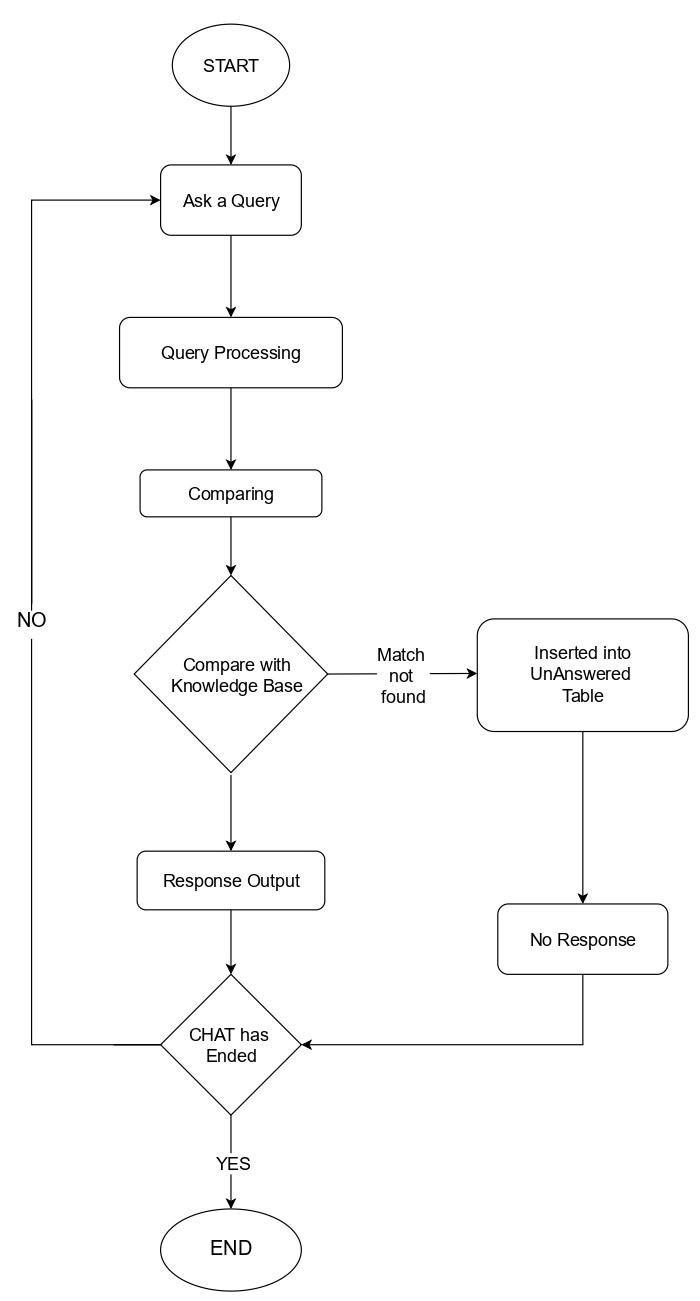 START
Ask a Query
Query Processing
Comparing
NO
Compare with
Knowledge Base
Match
not
found
Inserted into
UnAnswered
Table
Response Output
No Response
CHAT has
Ended
YES
END